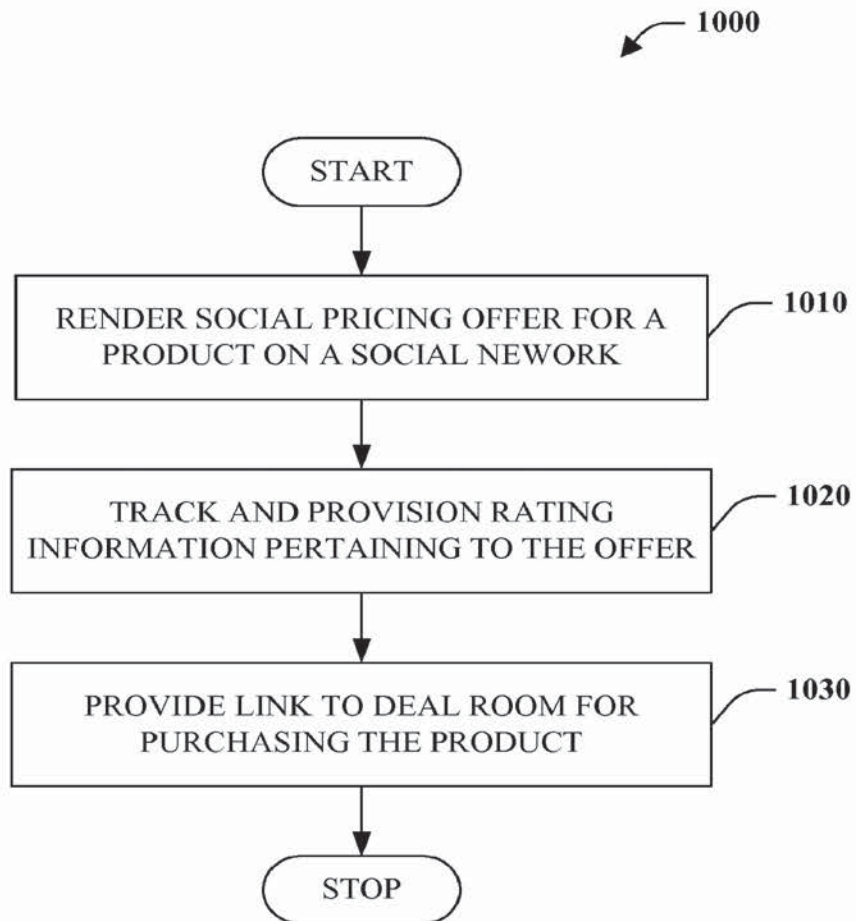 1000
START
RENDER SOCIAL PRICING OFFER FOR A
PRODUCT ON A SOCIAL NEWORK
1010
TRACK AND PROVISION RATING
INFORMATION PERTAINING TO THE OFFER
1020
PROVIDE LINK TO DEAL ROOM FOR
PURCHASING THE PRODUCT
1030
STOP